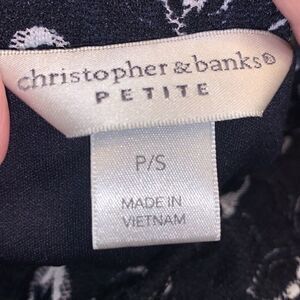 christopher & banks®
PETITE
P/S
MADE IN
VIETNAM